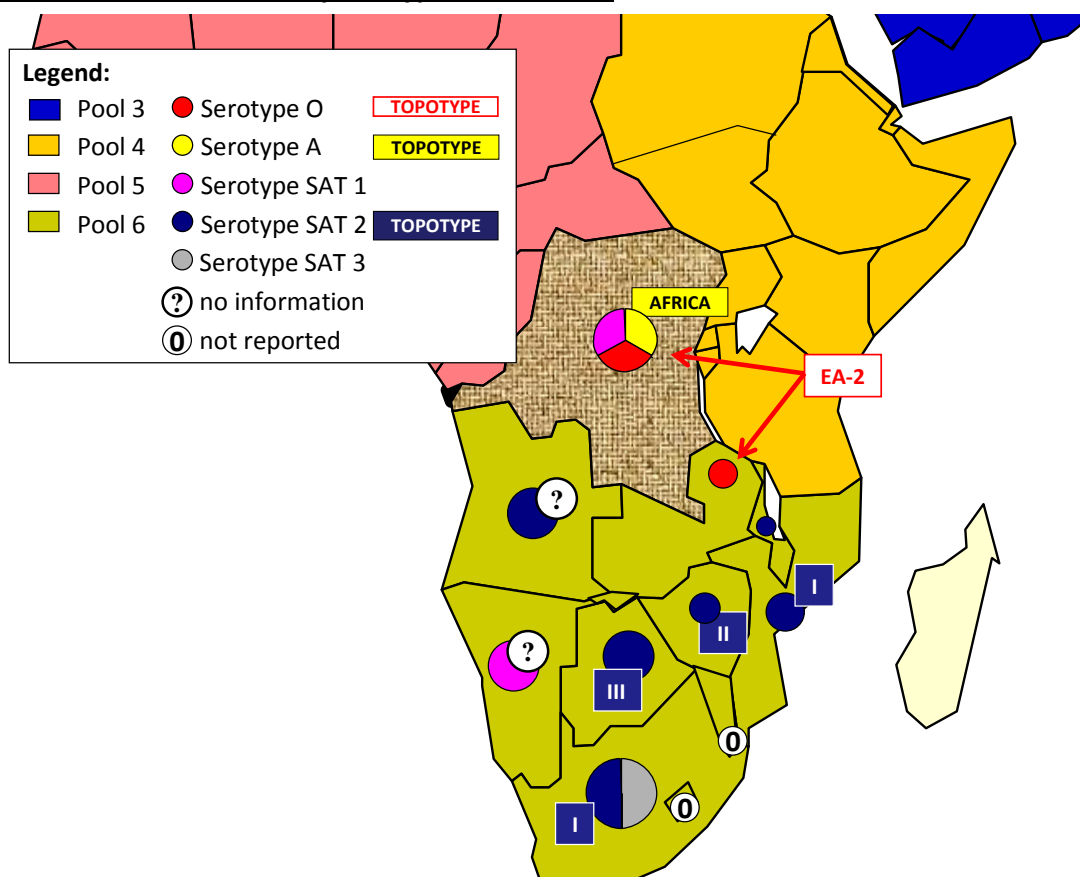 Legend:
Pool 3
Serotype O
TOPOTYPE
Pool 4
Serotype A
TOPOTYPE
Pool 5
Serotype SAT 1
Pool 6
Serotype SAT 2
TOPOTYPE
Serotype SAT 3
? no information
0 not reported
AFRICA
EA-2
?
I
II
?
III
0
0
I